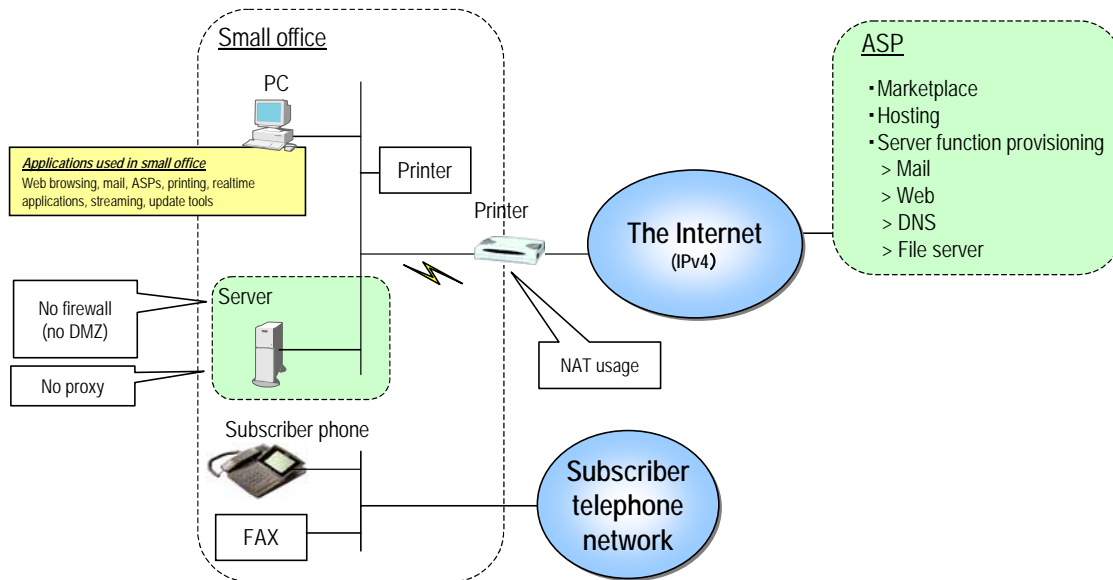 Small office
PC
Applications used in small office
Web browsing, mail, ASPs, printing, realtime
applications, streaming, update tools
Printer
Printer
The Internet
(IPv4)
ASP
・Marketplace
・Hosting
・Server function provisioning
> Mail
> Web
> DNS
> File server
No firewall
(no DMZ)
No proxy
Server
NAT usage
Subscriber phone
FAX
Subscriber
telephone
network